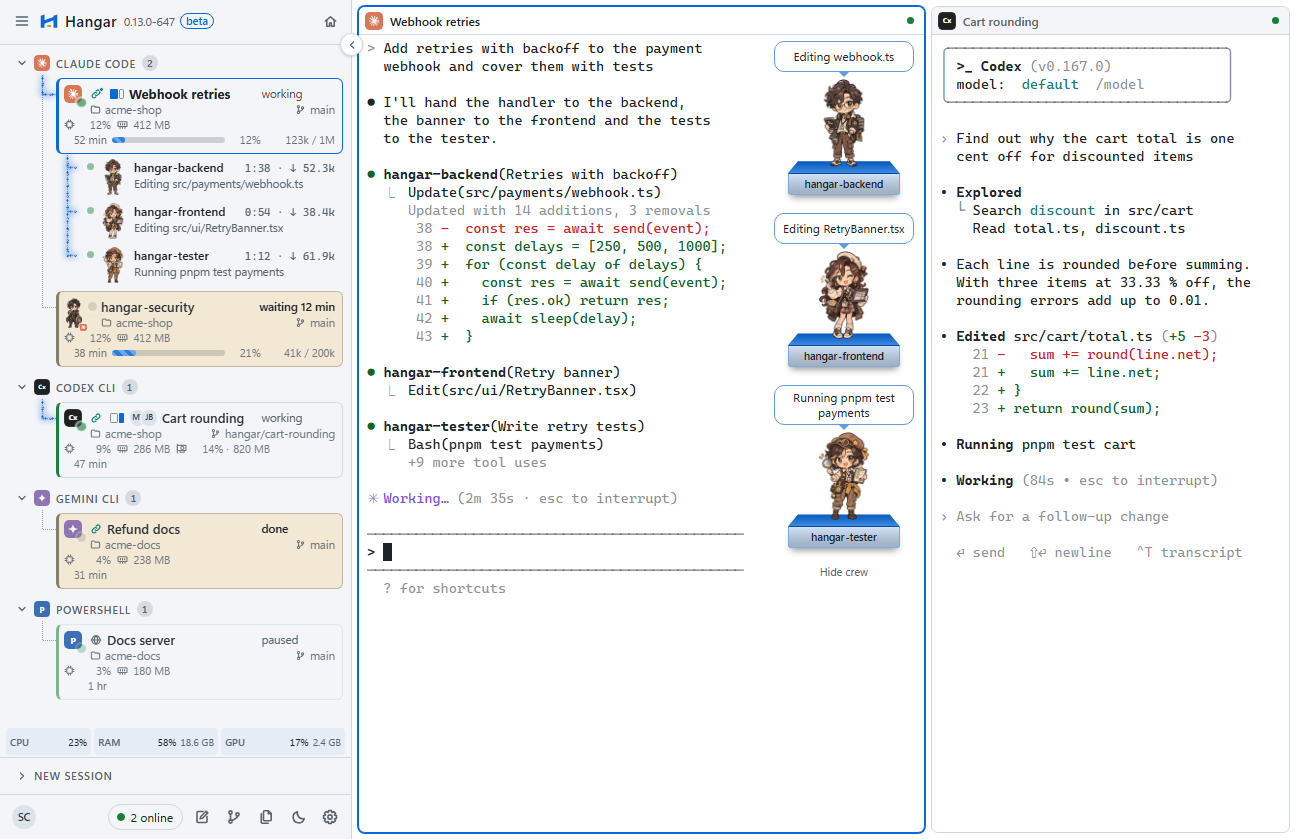 Hangar 0.13.0-647 beta
CLAUDE CODE 2
Webhook retries working
acme-shop main
12% 412 MB
52 min 12% 123k / 1M
hangar-backend 1:38 · ↓ 52.3k
Editing src/payments/webhook.ts
hangar-frontend 0:54 · ↓ 38.4k
Editing src/ui/RetryBanner.tsx
hangar-tester 1:12 · ↓ 61.9k
Running pnpm test payments
hangar-security waiting 12 min
acme-shop main
12% 412 MB
38 min 21% 41k / 200k
CODEX CLI 1
Cx MT JB Cart rounding working
acme-shop hangar/cart-rounding
9% 286 MB 14% · 820 MB
47 min
GEMINI CLI 1
Refund docs done
acme-docs main
4% 238 MB
31 min
P POWERSHELL 1
P Docs server paused
acme-docs main
3% 180 MB
1 hr
CPU 23% RAM 58% 18.6 GB GPU 17% 2.4 GB
> NEW SESSION
SC 2 online
Webhook retries
> Add retries with backoff to the payment
webhook and cover them with tests
● I'll hand the handler to the backend,
the banner to the frontend and the tests
to the tester.
● hangar-backend(Retries with backoff)
⎿ Update(src/payments/webhook.ts)
Updated with 14 additions, 3 removals
38 - const res = await send(event);
38 + const delays = [250, 500, 1000];
39 + for (const delay of delays) {
40 + const res = await send(event);
41 + if (res.ok) return res;
42 + await sleep(delay);
43 + }
● hangar-frontend(Retry banner)
⎿ Edit(src/ui/RetryBanner.tsx)
● hangar-tester(Write retry tests)
⎿ Bash(pnpm test payments)
+9 more tool uses
✳ Working… (2m 35s · esc to interrupt)
>
? for shortcuts
Editing webhook.ts
hangar-backend
Editing RetryBanner.tsx
hangar-frontend
Running pnpm test
payments
hangar-tester
Hide crew
Cx Cart rounding
>_ Codex (v0.167.0)
model: default /model
› Find out why the cart total is one
cent off for discounted items
• Explored
└ Search discount in src/cart
Read total.ts, discount.ts
• Each line is rounded before summing.
With three items at 33.33 % off, the
rounding errors add up to 0.01.
• Edited src/cart/total.ts (+5 -3)
21 - sum += round(line.net);
21 + sum += line.net;
22 + }
23 + return round(sum);
• Running pnpm test cart
• Working (84s • esc to interrupt)
› Ask for a follow-up change
↵ send ⇧↵ newline ^T transcript